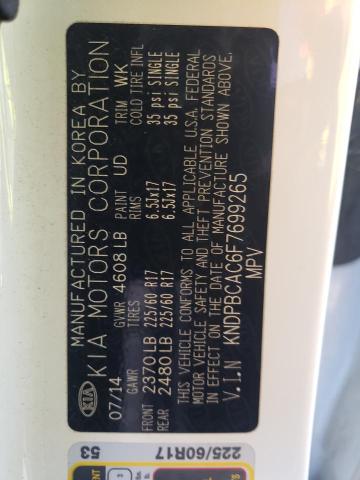 MANUFACTURED IN KOREA BY
KIA MOTORS CORPORATION
KIA
07/14 GVWR 4608 LB PAINT UD TRIM WK
GAWR TIRES RIMS COLD TIRE INFL
FRONT 2370 LB 225/60 R17 6.5Jx17 35 psi SINGLE
REAR 2480 LB 225/60 R17 6.5Jx17 35 psi SINGLE
THIS VEHICLE CONFORMS TO ALL APPLICABLE U.S.A. FEDERAL
MOTOR VEHICLE SAFETY AND THEFT PREVENTION STANDARDS
IN EFFECT ON THE DATE OF MANUFACTURE SHOWN ABOVE.
V.I.N KNDPBCAC6F7699265
MPV
53 225/60R17